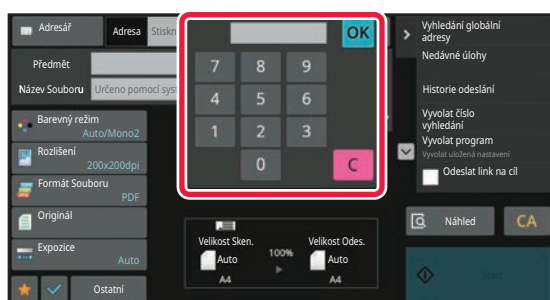 Adresář
Adresa
Stiskn
OK
Vyhledání globální
adresy
Předmět
Nedávné úlohy
Název Souboru
Určeno pomocí syst
7 8 9
Historie odeslání
4 5 6
Barevný režim
Auto/Mono2
1 2 3
Vyvolat číslo
vyhledání
Vyvolat program
Vyvolat uložená nastavení
Rozlišení
200x200dpi
0
C
Odeslat link na cíl
Formát Souboru
PDF
Originál
Náhled
CA
Velikost Sken.
Velikost Odes.
Expozice
Auto
Auto
100%
Auto
A4
A4
Ostatní
Start